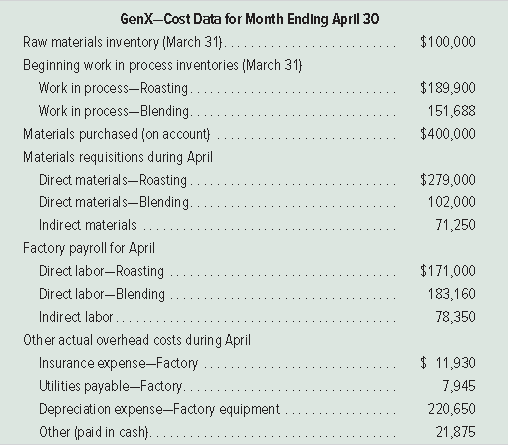 GenX—Cost Data for Month Ending April 30
Raw materials inventory (March 31). . . . . . . . . . . . . . . . . . . . . . . . . $100,000
Beginning work in process inventories (March 31)
Work in process—Roasting. . . . . . . . . . . . . . . . . . . . . . . . . . . . . . $189,900
Work in process—Blending. . . . . . . . . . . . . . . . . . . . . . . . . . . . . . 151,688
Materials purchased (on account) . . . . . . . . . . . . . . . . . . . . . . . . . . $400,000
Materials requisitions during April
Direct materials—Roasting. . . . . . . . . . . . . . . . . . . . . . . . . . . . . . $279,000
Direct materials—Blending. . . . . . . . . . . . . . . . . . . . . . . . . . . . . . 102,000
Indirect materials . . . . . . . . . . . . . . . . . . . . . . . . . . . . . . . . . . . . 71,250
Factory payroll for April
Direct labor—Roasting . . . . . . . . . . . . . . . . . . . . . . . . . . . . . . . . $171,000
Direct labor—Blending . . . . . . . . . . . . . . . . . . . . . . . . . . . . . . . . 183,160
Indirect labor. . . . . . . . . . . . . . . . . . . . . . . . . . . . . . . . . . . . . . . 78,350
Other actual overhead costs during April
Insurance expense—Factory . . . . . . . . . . . . . . . . . . . . . . . . . . . $ 11,930
Utilities payable—Factory. . . . . . . . . . . . . . . . . . . . . . . . . . . . . . 7,945
Depreciation expense—Factory equipment . . . . . . . . . . . . . . . . 220,650
Other (paid in cash). . . . . . . . . . . . . . . . . . . . . . . . . . . . . . . . . . 21,875